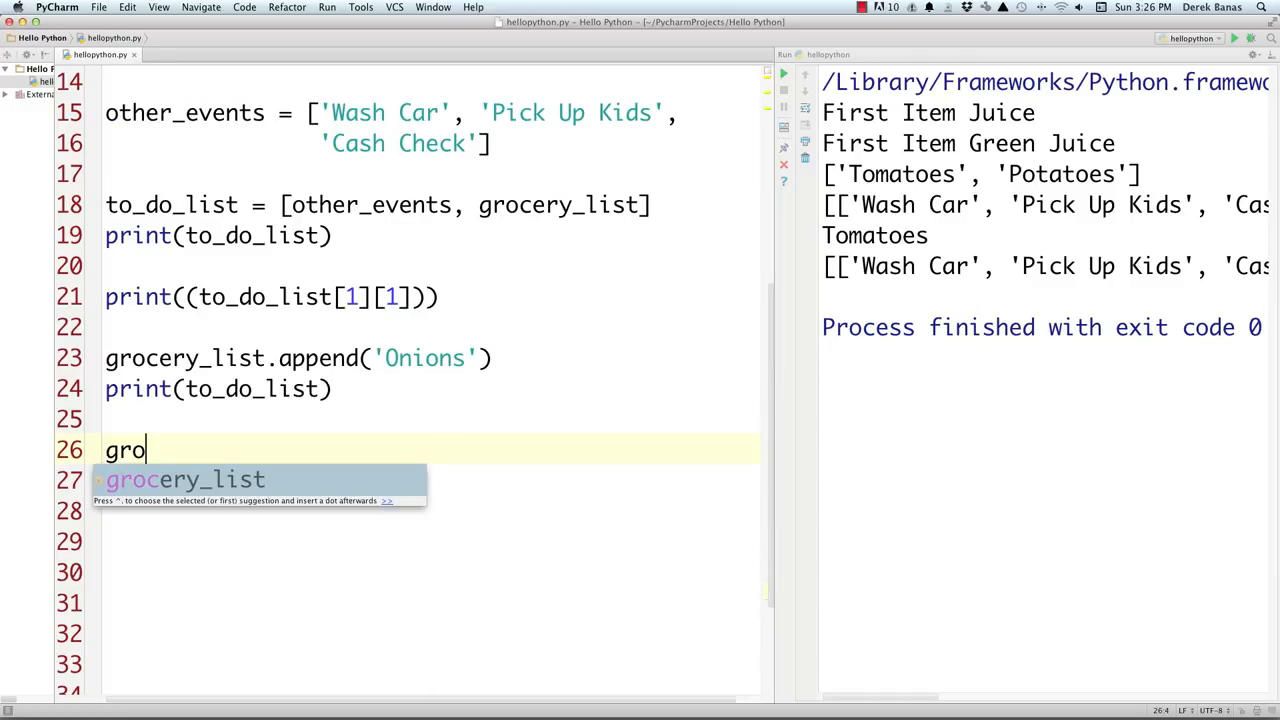 PyCharm File Edit View Navigate Code Refactor Run Tools VCS Window Help 10 Sun 3:26 PM Derek Banas
hellopython.py – Hello Python – [~/PycharmProjects/Hello Python]
Hello Python hellopython.py hellopython
hellopython.py Run hellopython
Hello P
hell
Extern
14
15 other_events = ['Wash Car', 'Pick Up Kids',
16 'Cash Check']
17
18 to_do_list = [other_events, grocery_list]
19 print(to_do_list)
20
21 print((to_do_list[1][1]))
22
23 grocery_list.append('Onions')
24 print(to_do_list)
25
26 gro
27 grocery_list
Press ^. to choose the selected (or first) suggestion and insert a dot afterwards >>
28
29
30
31
32
33
34
/Library/Frameworks/Python.framewo
First Item Juice
First Item Green Juice
['Tomatoes', 'Potatoes']
[['Wash Car', 'Pick Up Kids', 'Cas
Tomatoes
[['Wash Car', 'Pick Up Kids', 'Cas
Process finished with exit code 0
26:4 LF UTF-8